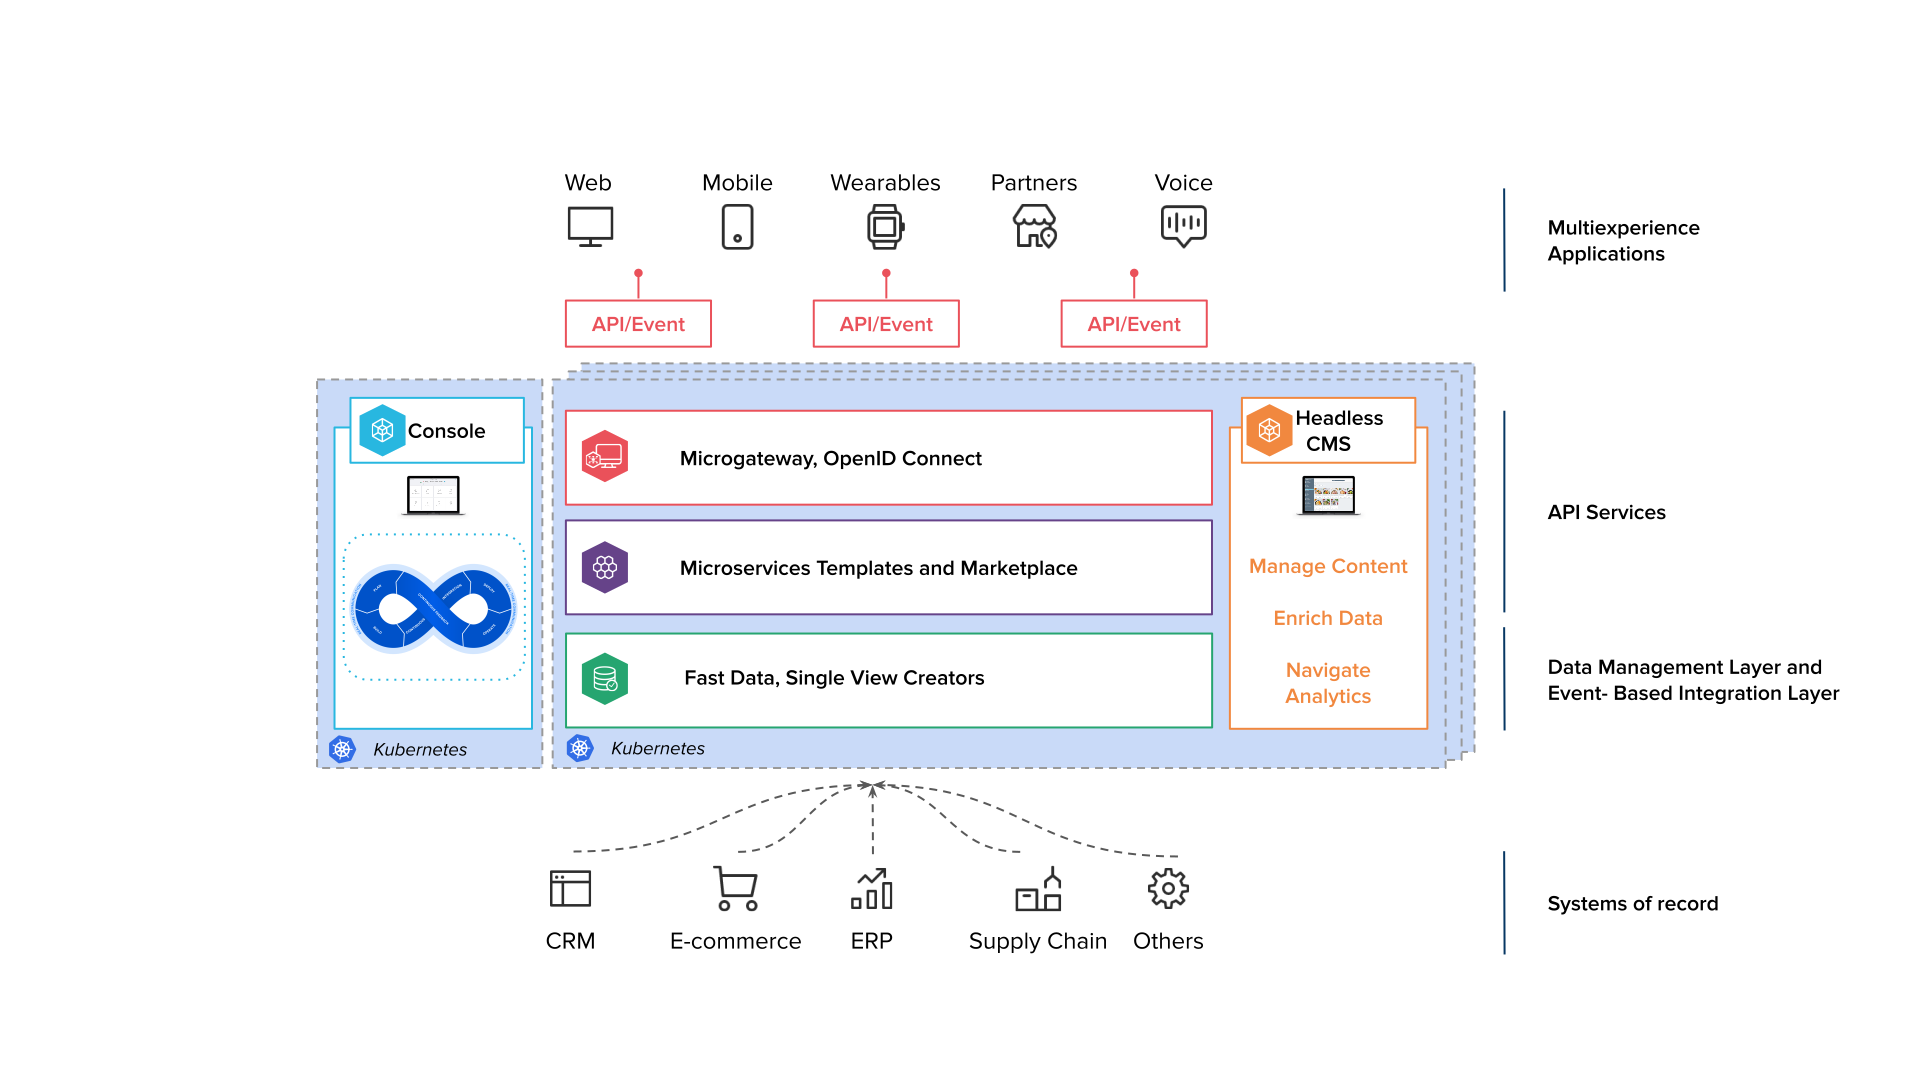 Web
Mobile
Wearables
Partners
Voice
Multiexperience
Applications
API/Event
API/Event
API/Event
Console
Microgateway, OpenID Connect
Headless
CMS
API Services
Microservices Templates and Marketplace
Manage Content
Enrich Data
Navigate
Analytics
Fast Data, Single View Creators
Data Management Layer and
Event- Based Integration Layer
Kubernetes
Kubernetes
CRM
E-commerce
ERP
Supply Chain
Others
Systems of record